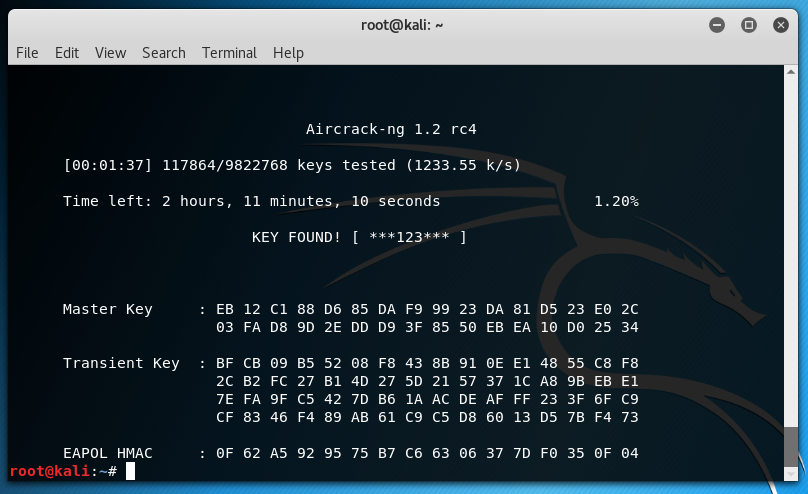 root@kali: ~
File Edit View Search Terminal Help
Aircrack-ng 1.2 rc4
[00:01:37] 117864/9822768 keys tested (1233.55 k/s)
Time left: 2 hours, 11 minutes, 10 seconds 1.20%
KEY FOUND! [ ***123*** ]
Master Key : EB 12 C1 88 D6 85 DA F9 99 23 DA 81 D5 23 E0 2C
03 FA D8 9D 2E DD D9 3F 85 50 EB EA 10 D0 25 34
Transient Key : BF CB 09 B5 52 08 F8 43 8B 91 0E E1 48 55 C8 F8
2C B2 FC 27 B1 4D 27 5D 21 57 37 1C A8 9B EB E1
7E FA 9F C5 42 7D B6 1A AC DE AF FF 23 3F 6F C9
CF 83 46 F4 89 AB 61 C9 C5 D8 60 13 D5 7B F4 73
EAPOL HMAC : 0F 62 A5 92 95 75 B7 C6 63 06 37 7D F0 35 0F 04
root@kali:~#